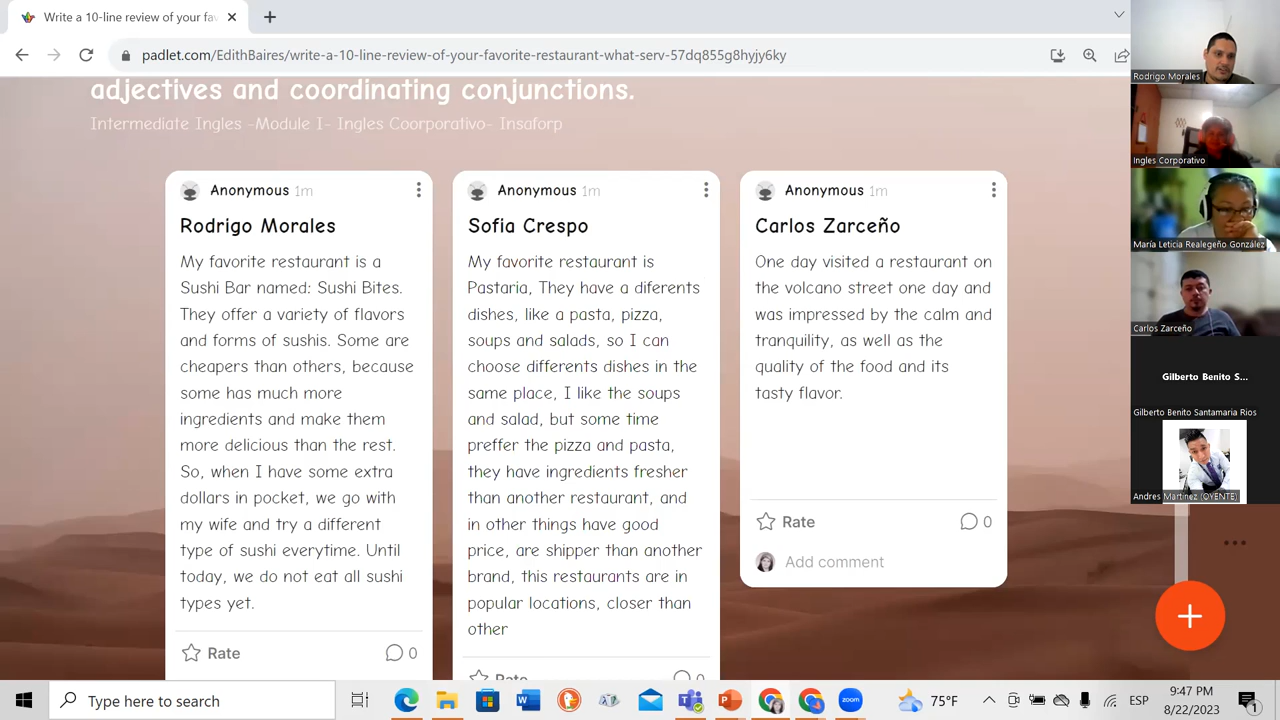 Write a 10-line review of your fav
padlet.com/EdithBaires/write-a-10-line-review-of-your-favorite-restaurant-what-serv-57dq855g8hyjy6ky
adjectives and coordinating conjunctions.
Intermediate Ingles -Module I- Ingles Coorporativo- Insaforp
Anonymous 1m
Rodrigo Morales
My favorite restaurant is a
Sushi Bar named: Sushi Bites.
They offer a variety of flavors
and forms of sushis. Some are
cheapers than others, because
some has much more
ingredients and make them
more delicious than the rest.
So, when I have some extra
dollars in pocket, we go with
my wife and try a different
type of sushi everytime. Until
today, we do not eat all sushi
types yet.
Rate
0
Anonymous 1m
Sofia Crespo
My favorite restaurant is
Pastaria, They have a diferents
dishes, like a pasta, pizza,
soups and salads, so I can
choose differents dishes in the
same place, I like the soups
and salad, but some time
preffer the pizza and pasta,
they have ingredients fresher
than another restaurant, and
in other things have good
price, are shipper than another
brand, this restaurants are in
popular locations, closer than
other
Rate
0
Anonymous 1m
Carlos Zarceño
One day visited a restaurant on
the volcano street one day and
was impressed by the calm and
tranquility, as well as the
quality of the food and its
tasty flavor.
Rate
0
Add comment
Rodrigo Morales
Ingles Corporativo
María Leticia Realegeño González
Carlos Zarceño
Gilberto Benito S...
Gilberto Benito Santamaria Rios
Andres Martinez (OYENTE)
Type here to search
75°F
ESP
9:47 PM
8/22/2023
1